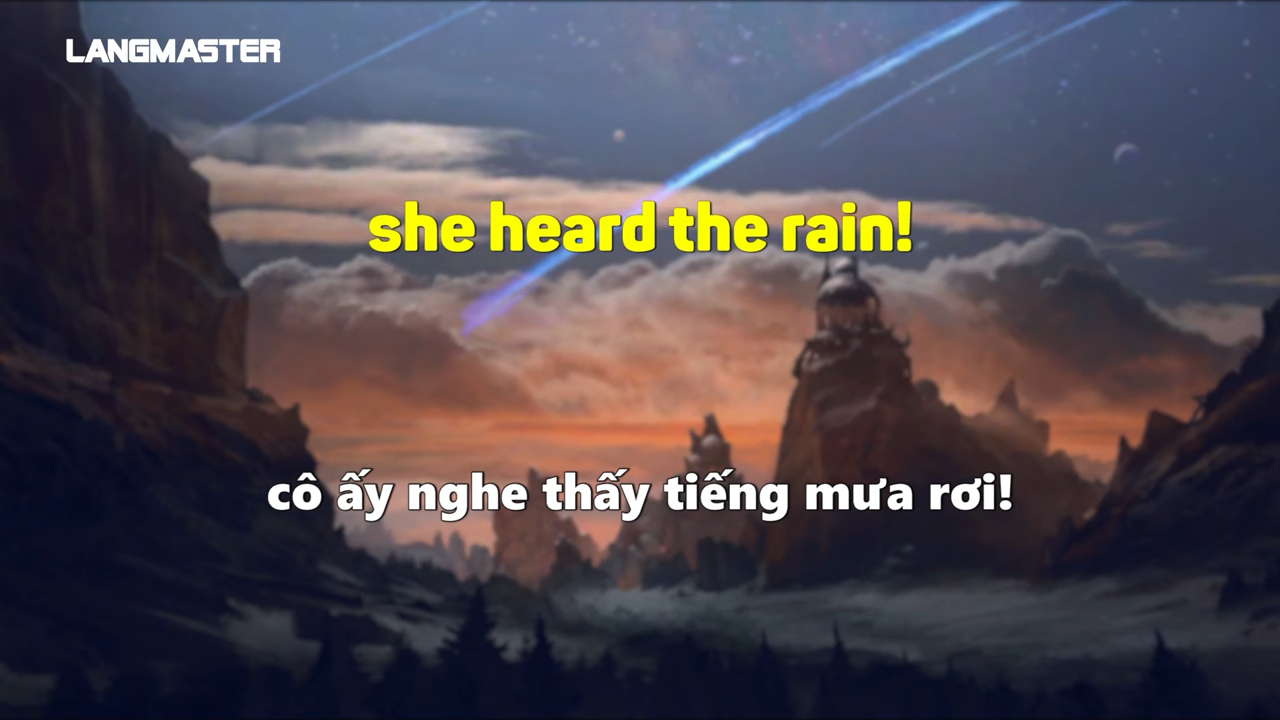 LANGMASTER
she heard the rain!
cô ấy nghe thấy tiếng mưa rơi!